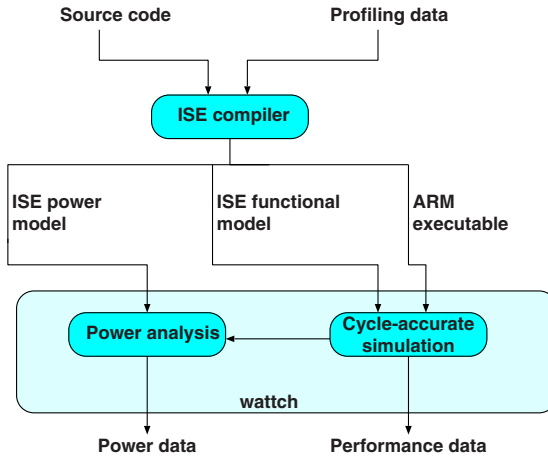 Source code
Profiling data
ISE compiler
ISE power
model
ISE functional
model
ARM
executable
Power analysis
Cycle-accurate
simulation
wattch
Power data
Performance data